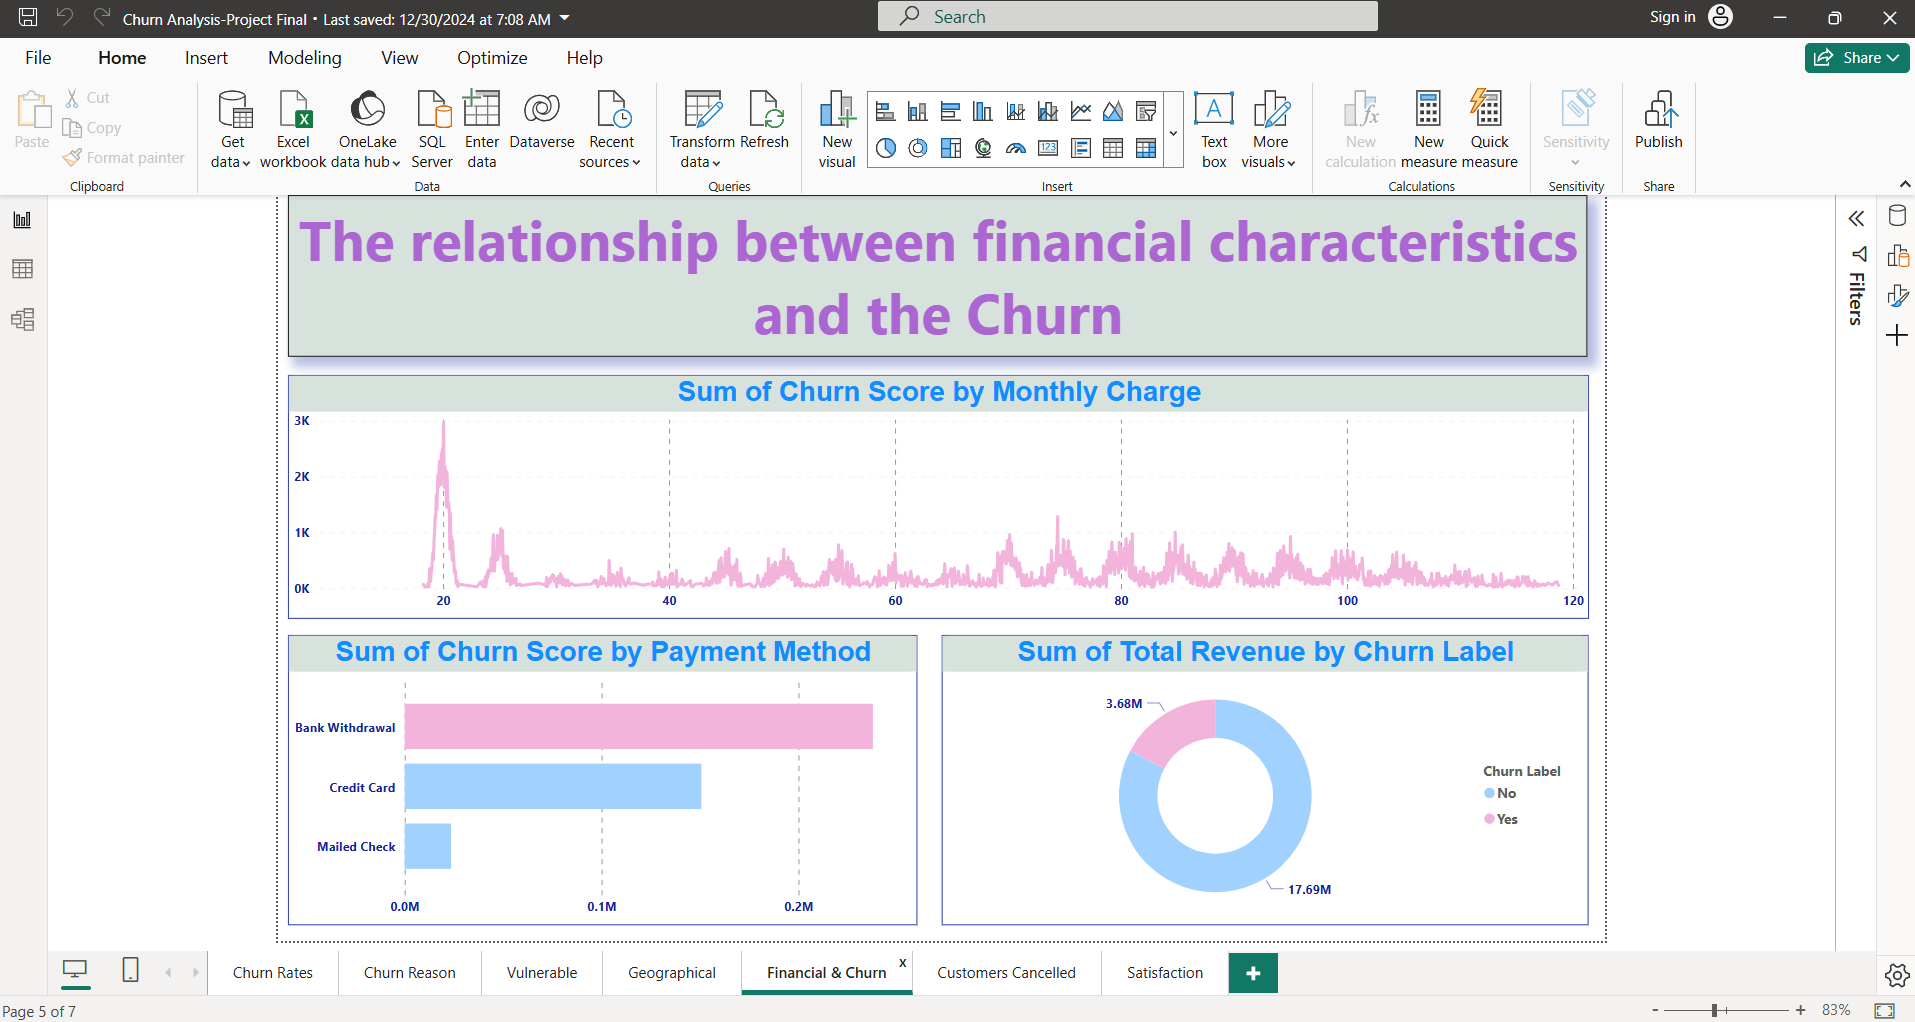 Churn Analysis-Project Final • Last saved: 12/30/2024 at 7:08 AM
Search
Sign in
File Home Insert Modeling View Optimize Help
Share
Paste
Cut
Copy
Format painter
Clipboard
Get data
Excel workbook
OneLake data hub
SQL Server
Enter data
Dataverse
Recent sources
Data
Transform data
Refresh
Queries
New visual
123
A
Text box
More visuals
Insert
New calculation
New measure
Quick measure
Calculations
Sensitivity
Sensitivity
Publish
Share
Filters
The relationship between financial characteristics
and the Churn
Sum of Churn Score by Monthly Charge
3K
2K
1K
0K
20 40 60 80 100 120
Sum of Churn Score by Payment Method
Bank Withdrawal
Credit Card
Mailed Check
0.0M 0.1M 0.2M
Sum of Total Revenue by Churn Label
3.68M
17.69M
Churn Label
No
Yes
Churn Rates Churn Reason Vulnerable Geographical Financial & Churn x Customers Cancelled Satisfaction +
Page 5 of 7
- + 83%